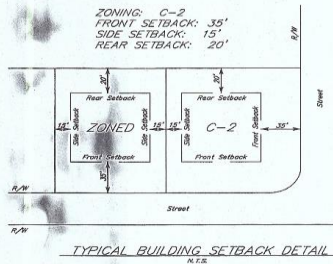 ZONING: C-2
FRONT SETBACK: 35'
SIDE SETBACK: 15'
REAR SETBACK: 20'
R/W
20'
20'
Rear Setback
Rear Setback
Street
15'
Side Setback
ZONED
Side Setback
15'
15'
Side Setback
C-2
Front Setback
35'
Front Setback
Front Setback
35'
R/W
Street
R/W
TYPICAL BUILDING SETBACK DETAIL
N.T.S.